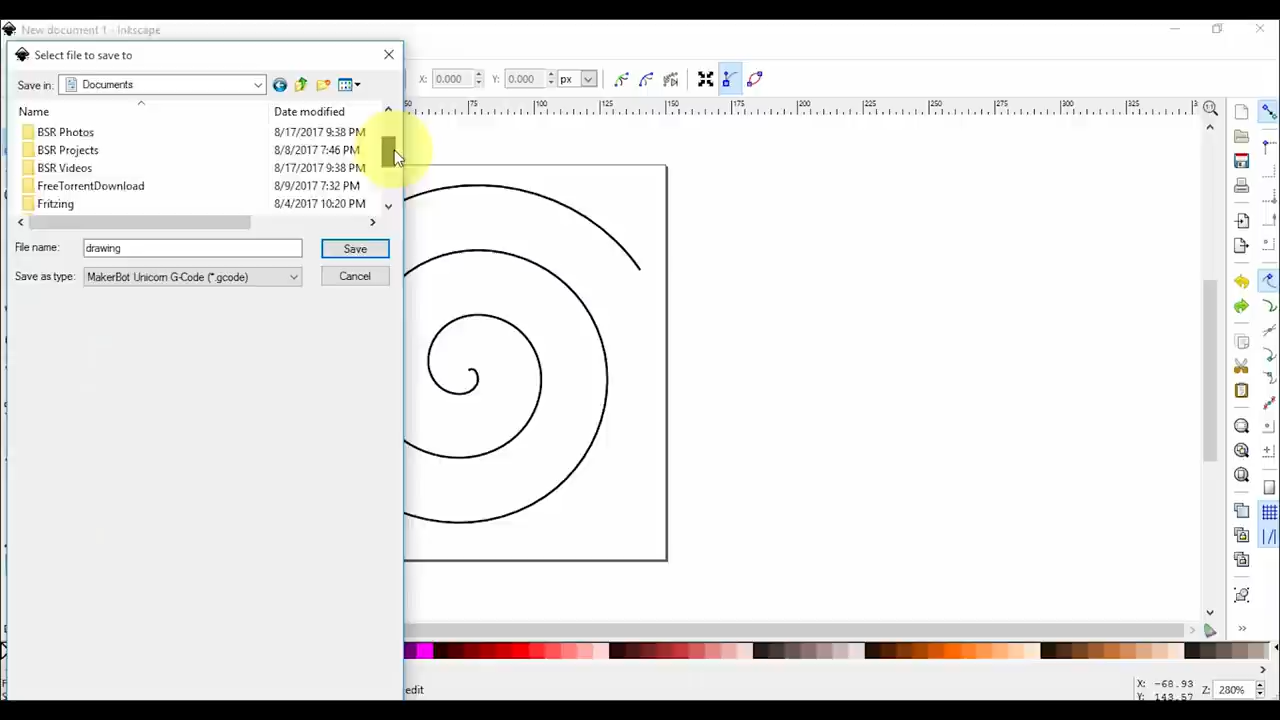 New document 1 - Inkscape
Select file to save to
Save in: Documents
X: 0.000 Y: 0.000 px
Name Date modified
50 75 100 125 150 175 200 225 250 275 300
BSR Photos 8/17/2017 9:38 PM
BSR Projects 8/8/2017 7:46 PM
BSR Videos 8/17/2017 9:38 PM
FreeTorrentDownload 8/9/2017 7:32 PM
Fritzing 8/4/2017 10:20 PM
File name: drawing Save
Save as type: MakerBot Unicorn G-Code (*.gcode) Cancel
edit
X: -68.93
Y: 143.57
Z: 280%